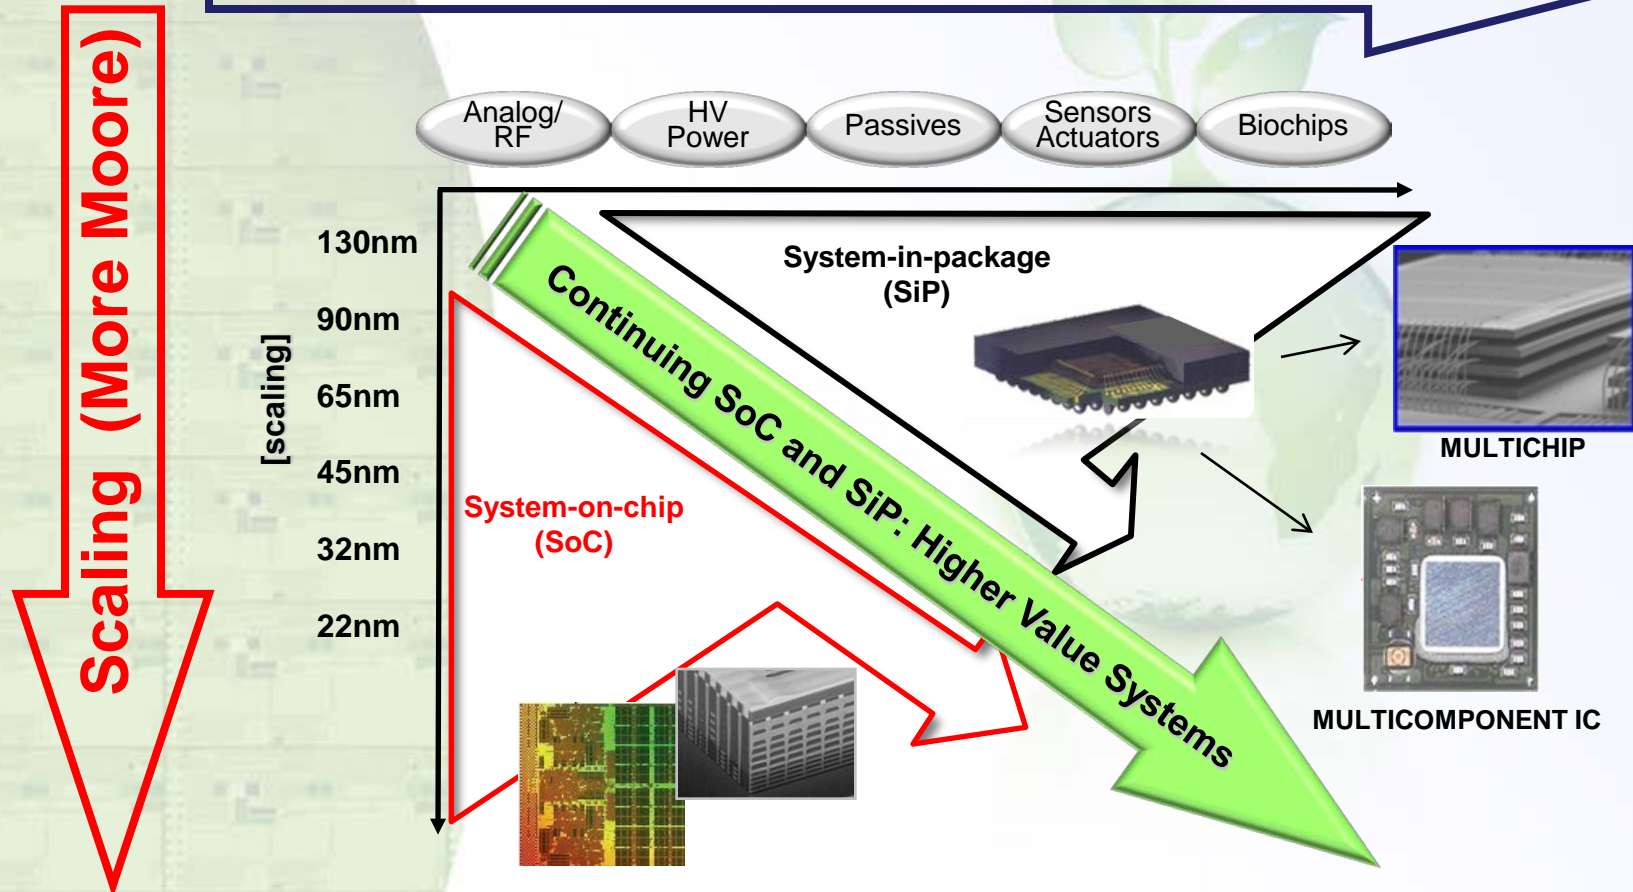 Scaling (More Moore)
Analog/
RF
HV
Power
Passives
Sensors
Actuators
Biochips
[scaling]
130nm
90nm
65nm
45nm
32nm
22nm
System-in-package
(SiP)
Continuing SoC and SiP: Higher Value Systems
System-on-chip
(SoC)
MULTICHIP
MULTICOMPONENT IC